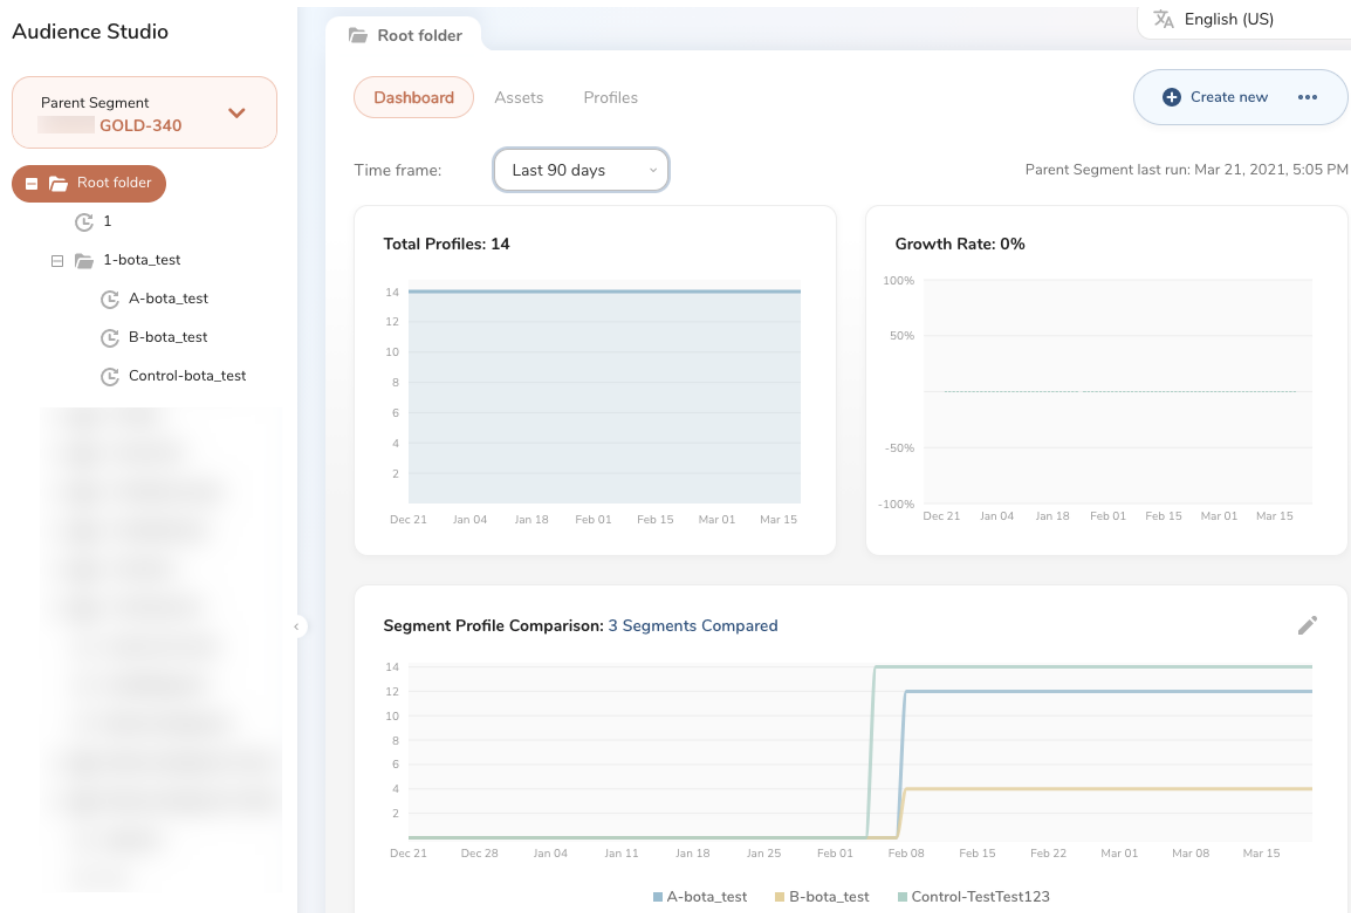 Audience Studio
Parent Segment
GOLD-340
Root folder
1
1-bota_test
A-bota_test
B-bota_test
Control-bota_test
Root folder
English (US)
Dashboard
Assets
Profiles
Create new
Time frame:
Last 90 days
Parent Segment last run: Mar 21, 2021, 5:05 PM
Total Profiles: 14
14
12
10
8
6
4
2
Dec 21 Jan 04 Jan 18 Feb 01 Feb 15 Mar 01 Mar 15
Growth Rate: 0%
100%
50%
-50%
-100%
Dec 21 Jan 04 Jan 18 Feb 01 Feb 15 Mar 01 Mar 15
Segment Profile Comparison: 3 Segments Compared
14
12
10
8
6
4
2
Dec 21 Dec 28 Jan 04 Jan 11 Jan 18 Jan 25 Feb 01 Feb 08 Feb 15 Feb 22 Mar 01 Mar 08 Mar 15
A-bota_test B-bota_test Control-TestTest123